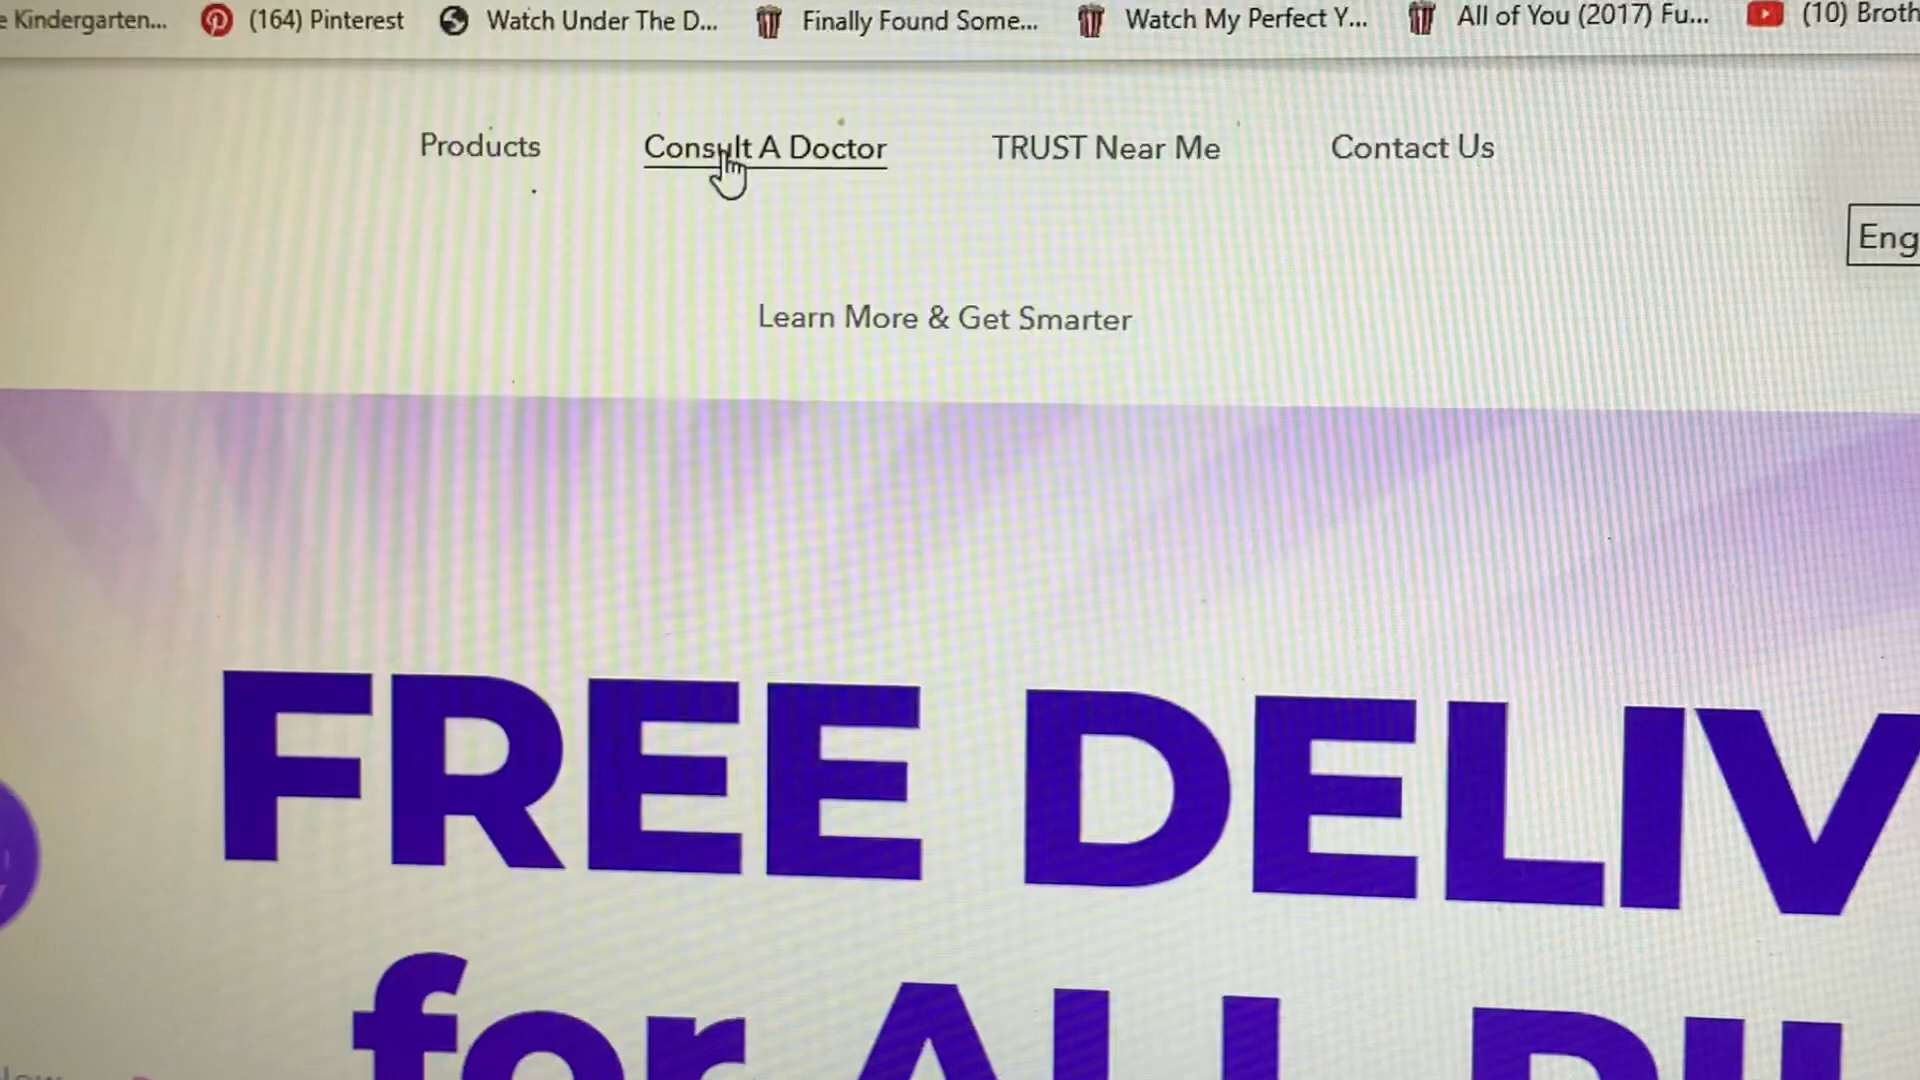 e Kindergarten... (164) Pinterest Watch Under The D... Finally Found Some... Watch My Perfect Y... All of You (2017) Fu... (10) Broth
Products Consult A Doctor TRUST Near Me Contact Us
Eng
Learn More & Get Smarter
FREE DELIV
for ALL